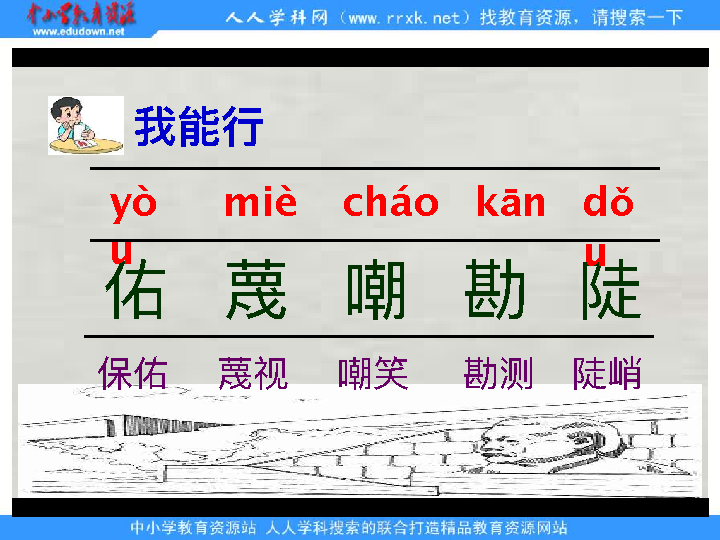 中小学教育资源
www.edudown.net
人人学科网（www.rrxk.net）找教育资源，请搜索一下
我能行
yòu miè cháo kān dǒu
佑 蔑 嘲 勘 陡
保佑 蔑视 嘲笑 勘测 陡峭
中小学教育资源站 人人学科搜索的联合打造精品教育资源网站